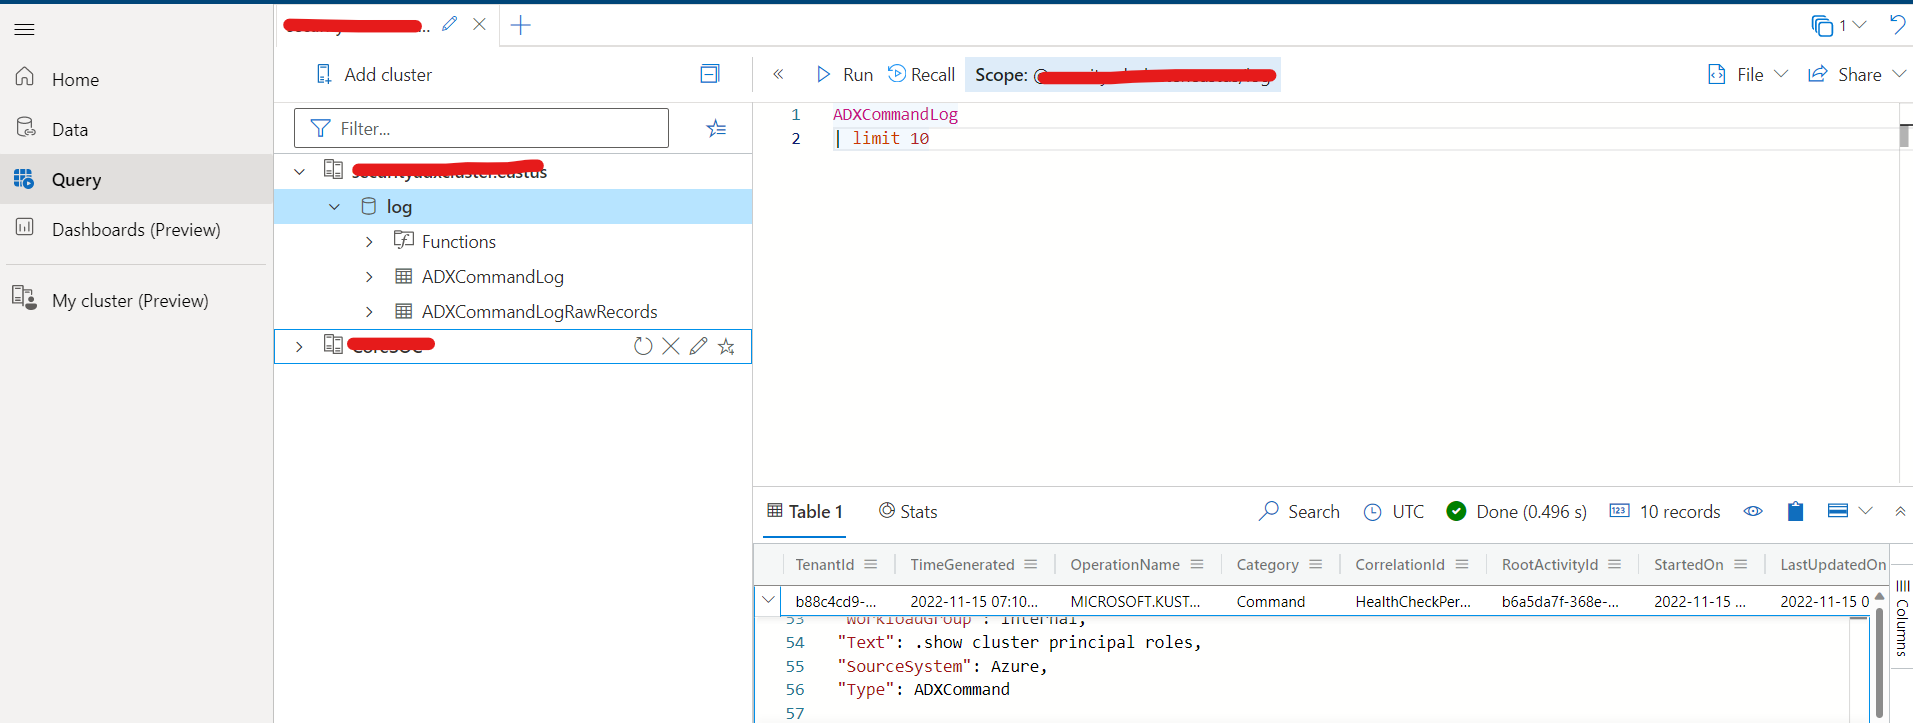 ...
1
Home
Data
Query
Dashboards (Preview)
My cluster (Preview)
Add cluster
Filter...
log
Functions
ADXCommandLog
ADXCommandLogRawRecords
Run
Recall
Scope:
File
Share
1 ADXCommandLog
2 | limit 10
Table 1
Stats
Search
UTC
Done (0.496 s)
10 records
TenantId TimeGenerated OperationName Category CorrelationId RootActivityId StartedOn LastUpdatedOn
b88c4cd9-... 2022-11-15 07:10... MICROSOFT.KUST... Command HealthCheckPer... b6a5da7f-368e-... 2022-11-15 ... 2022-11-15 0
53 "WorkloadGroup": internal,
54 "Text": .show cluster principal roles,
55 "SourceSystem": Azure,
56 "Type": ADXCommand
57
Columns